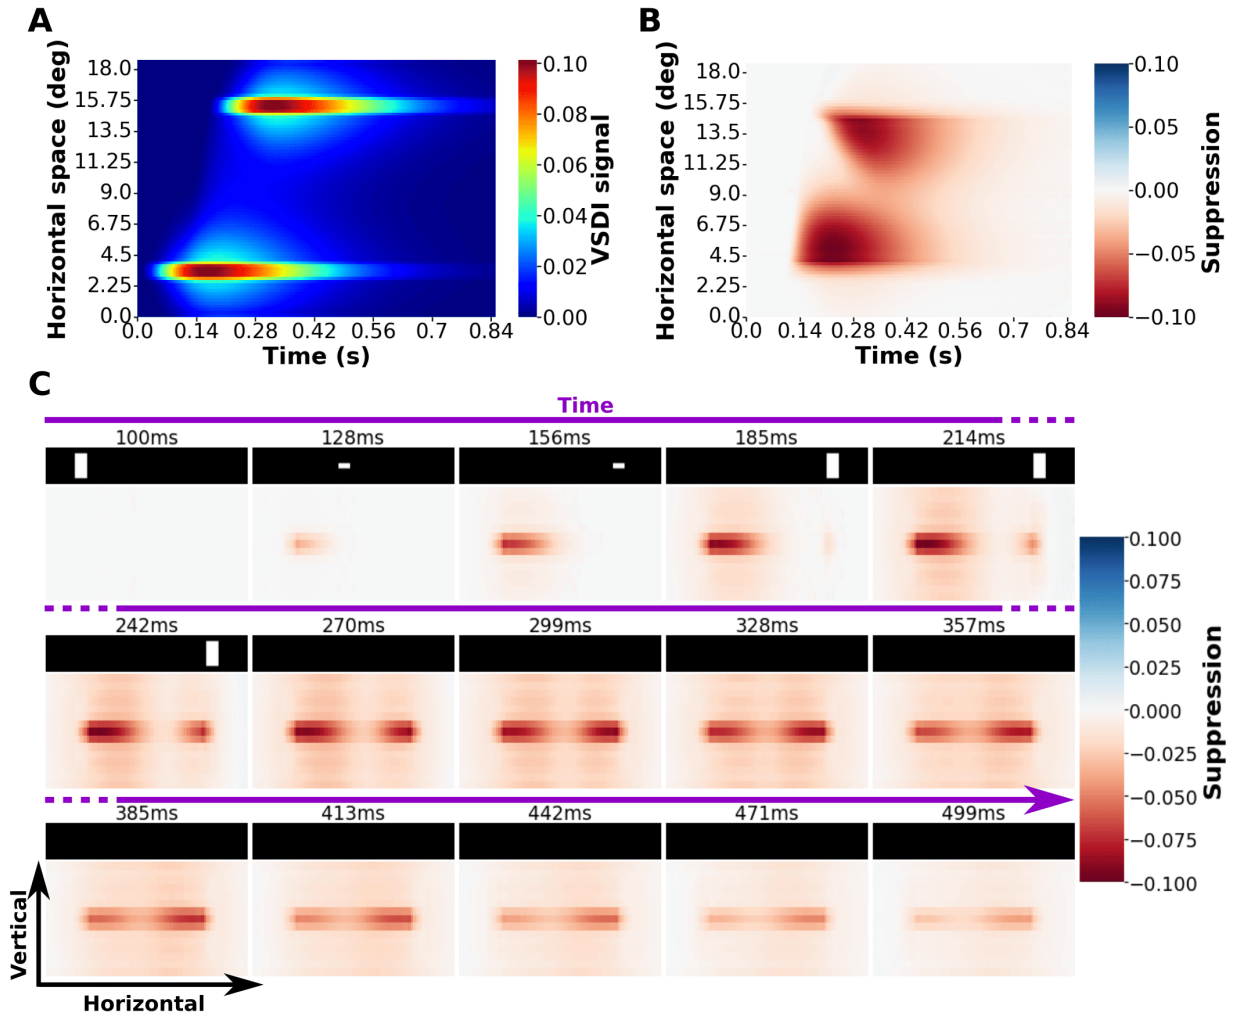 A
B
Horizontal space (deg)
18.0
15.75
13.5
11.25
9.0
6.75
4.5
2.25
0.0
0.0 0.14 0.28 0.42 0.56 0.7 0.84
Time (s)
0.10
0.08
0.06
0.04
0.02
0.00
VSDI signal
Horizontal space (deg)
18.0
15.75
13.5
11.25
9.0
6.75
4.5
2.25
0.0
0.0 0.14 0.28 0.42 0.56 0.7 0.84
Time (s)
0.10
0.05
0.00
−0.05
−0.10
Suppression
C
Time
100ms 128ms 156ms 185ms 214ms
242ms 270ms 299ms 328ms 357ms
385ms 413ms 442ms 471ms 499ms
0.100
0.075
0.050
0.025
0.000
−0.025
−0.050
−0.075
−0.100
Suppression
Vertical
Horizontal